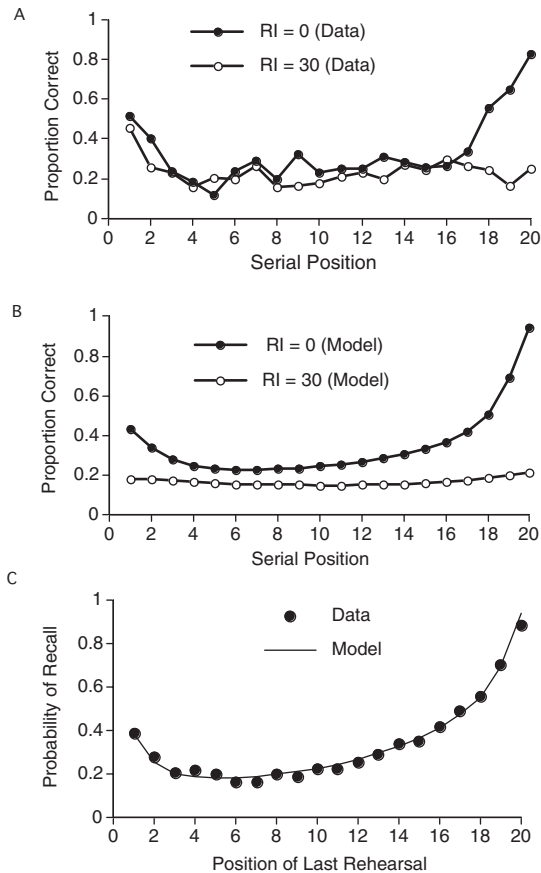 A
1
0.8
0.6
0.4
0.2
0
Proportion Correct
RI = 0 (Data)
RI = 30 (Data)
0 2 4 6 8 10 12 14 16 18 20
Serial Position
B
1
0.8
0.6
0.4
0.2
0
Proportion Correct
RI = 0 (Model)
RI = 30 (Model)
0 2 4 6 8 10 12 14 16 18 20
Serial Position
C
1
0.8
0.6
0.4
0.2
0
Probability of Recall
Data
Model
0 2 4 6 8 10 12 14 16 18 20
Position of Last Rehearsal